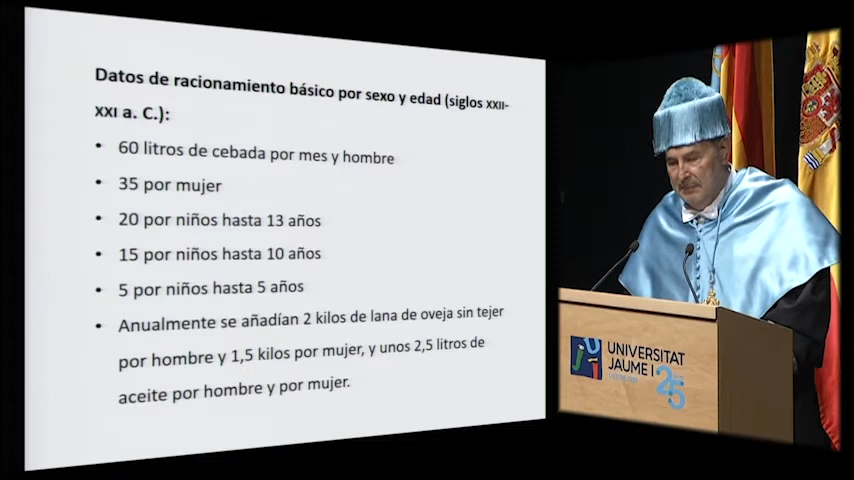 Datos de racionamiento básico por sexo y edad (siglos XXII-
XXI a. C.):
• 60 litros de cebada por mes y hombre
• 35 por mujer
• 20 por niños hasta 13 años
• 15 por niños hasta 10 años
• 5 por niños hasta 5 años
• Anualmente se añadían 2 kilos de lana de oveja sin tejer
por hombre y 1,5 kilos por mujer, y unos 2,5 litros de
aceite por hombre y por mujer.
UNIVERSITAT
JAUME I
25